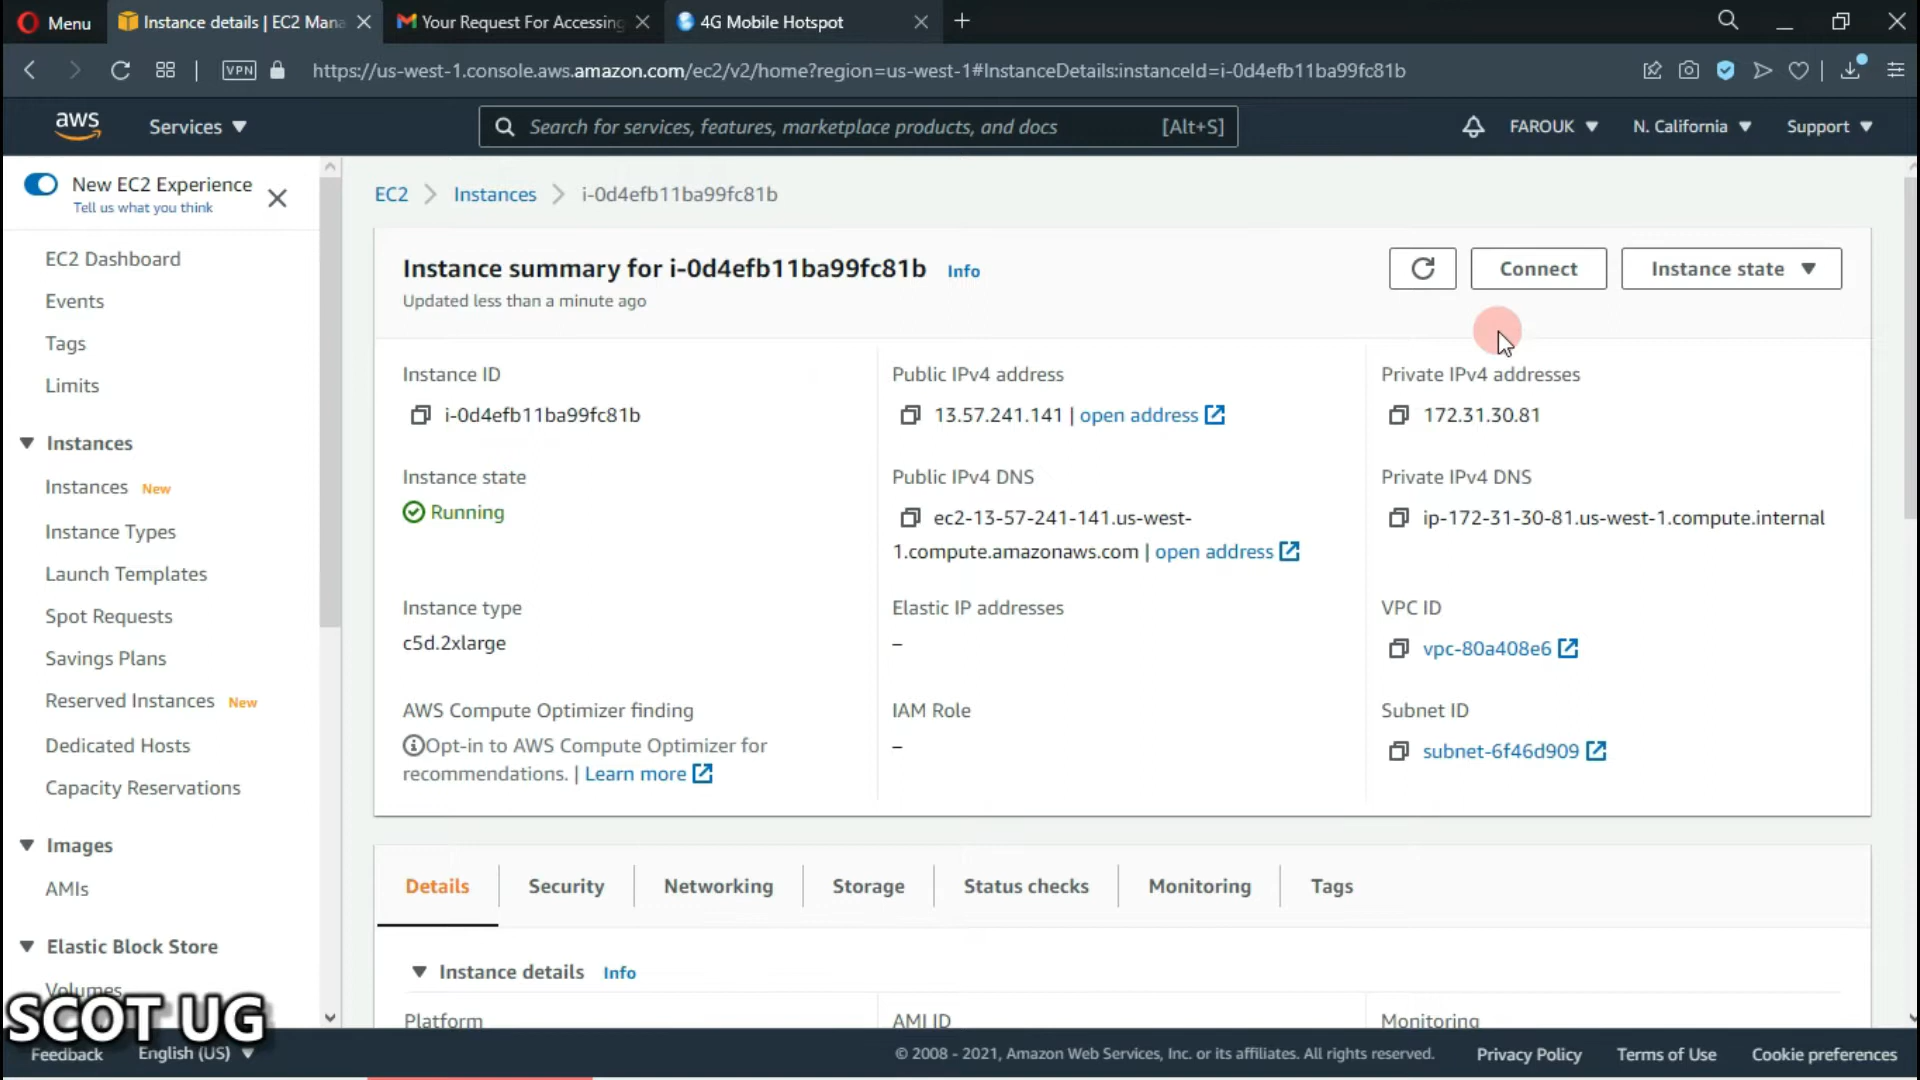 Menu
Instance details | EC2 Mana
Your Request For Accessing
4G Mobile Hotspot
VPN
https://us-west-1.console.aws.amazon.com/ec2/v2/home?region=us-west-1#InstanceDetails:instanceId=i-0d4efb11ba99fc81b
aws
Services
Search for services, features, marketplace products, and docs
[Alt+S]
FAROUK
N. California
Support
New EC2 Experience
Tell us what you think
EC2 Dashboard
Events
Tags
Limits
Instances
Instances New
Instance Types
Launch Templates
Spot Requests
Savings Plans
Reserved Instances New
Dedicated Hosts
Capacity Reservations
Images
AMIs
Elastic Block Store
Volumes
SCOT UG
EC2
Instances
i-0d4efb11ba99fc81b
Instance summary for i-0d4efb11ba99fc81b Info
Updated less than a minute ago
Connect
Instance state
Instance ID
i-0d4efb11ba99fc81b
Public IPv4 address
13.57.241.141 | open address
Private IPv4 addresses
172.31.30.81
Instance state
Running
Public IPv4 DNS
ec2-13-57-241-141.us-west-
1.compute.amazonaws.com | open address
Private IPv4 DNS
ip-172-31-30-81.us-west-1.compute.internal
Instance type
c5d.2xlarge
Elastic IP addresses
–
VPC ID
vpc-80a408e6
AWS Compute Optimizer finding
Opt-in to AWS Compute Optimizer for
recommendations. | Learn more
IAM Role
–
Subnet ID
subnet-6f46d909
Details
Security
Networking
Storage
Status checks
Monitoring
Tags
Instance details Info
Platform
AMI ID
Monitoring
Feedback
English (US)
© 2008 - 2021, Amazon Web Services, Inc. or its affiliates. All rights reserved.
Privacy Policy
Terms of Use
Cookie preferences